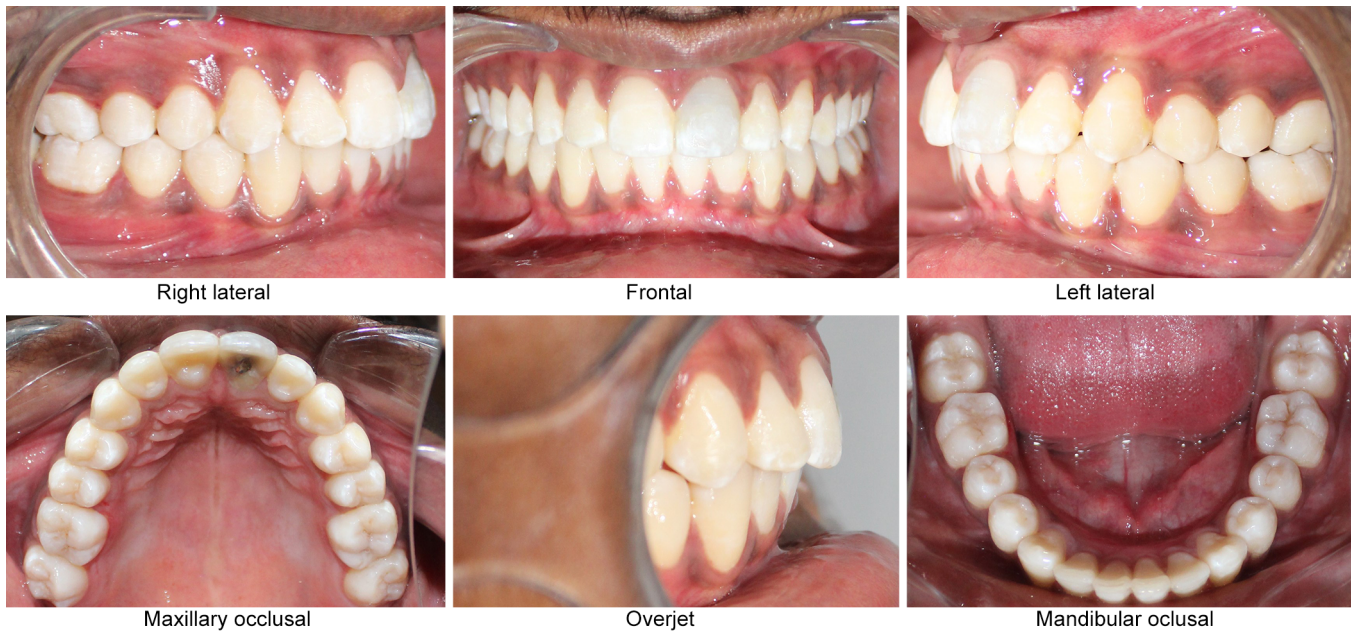 Right lateral
Frontal
Left lateral
Maxillary occlusal
Overjet
Mandibular oclusal